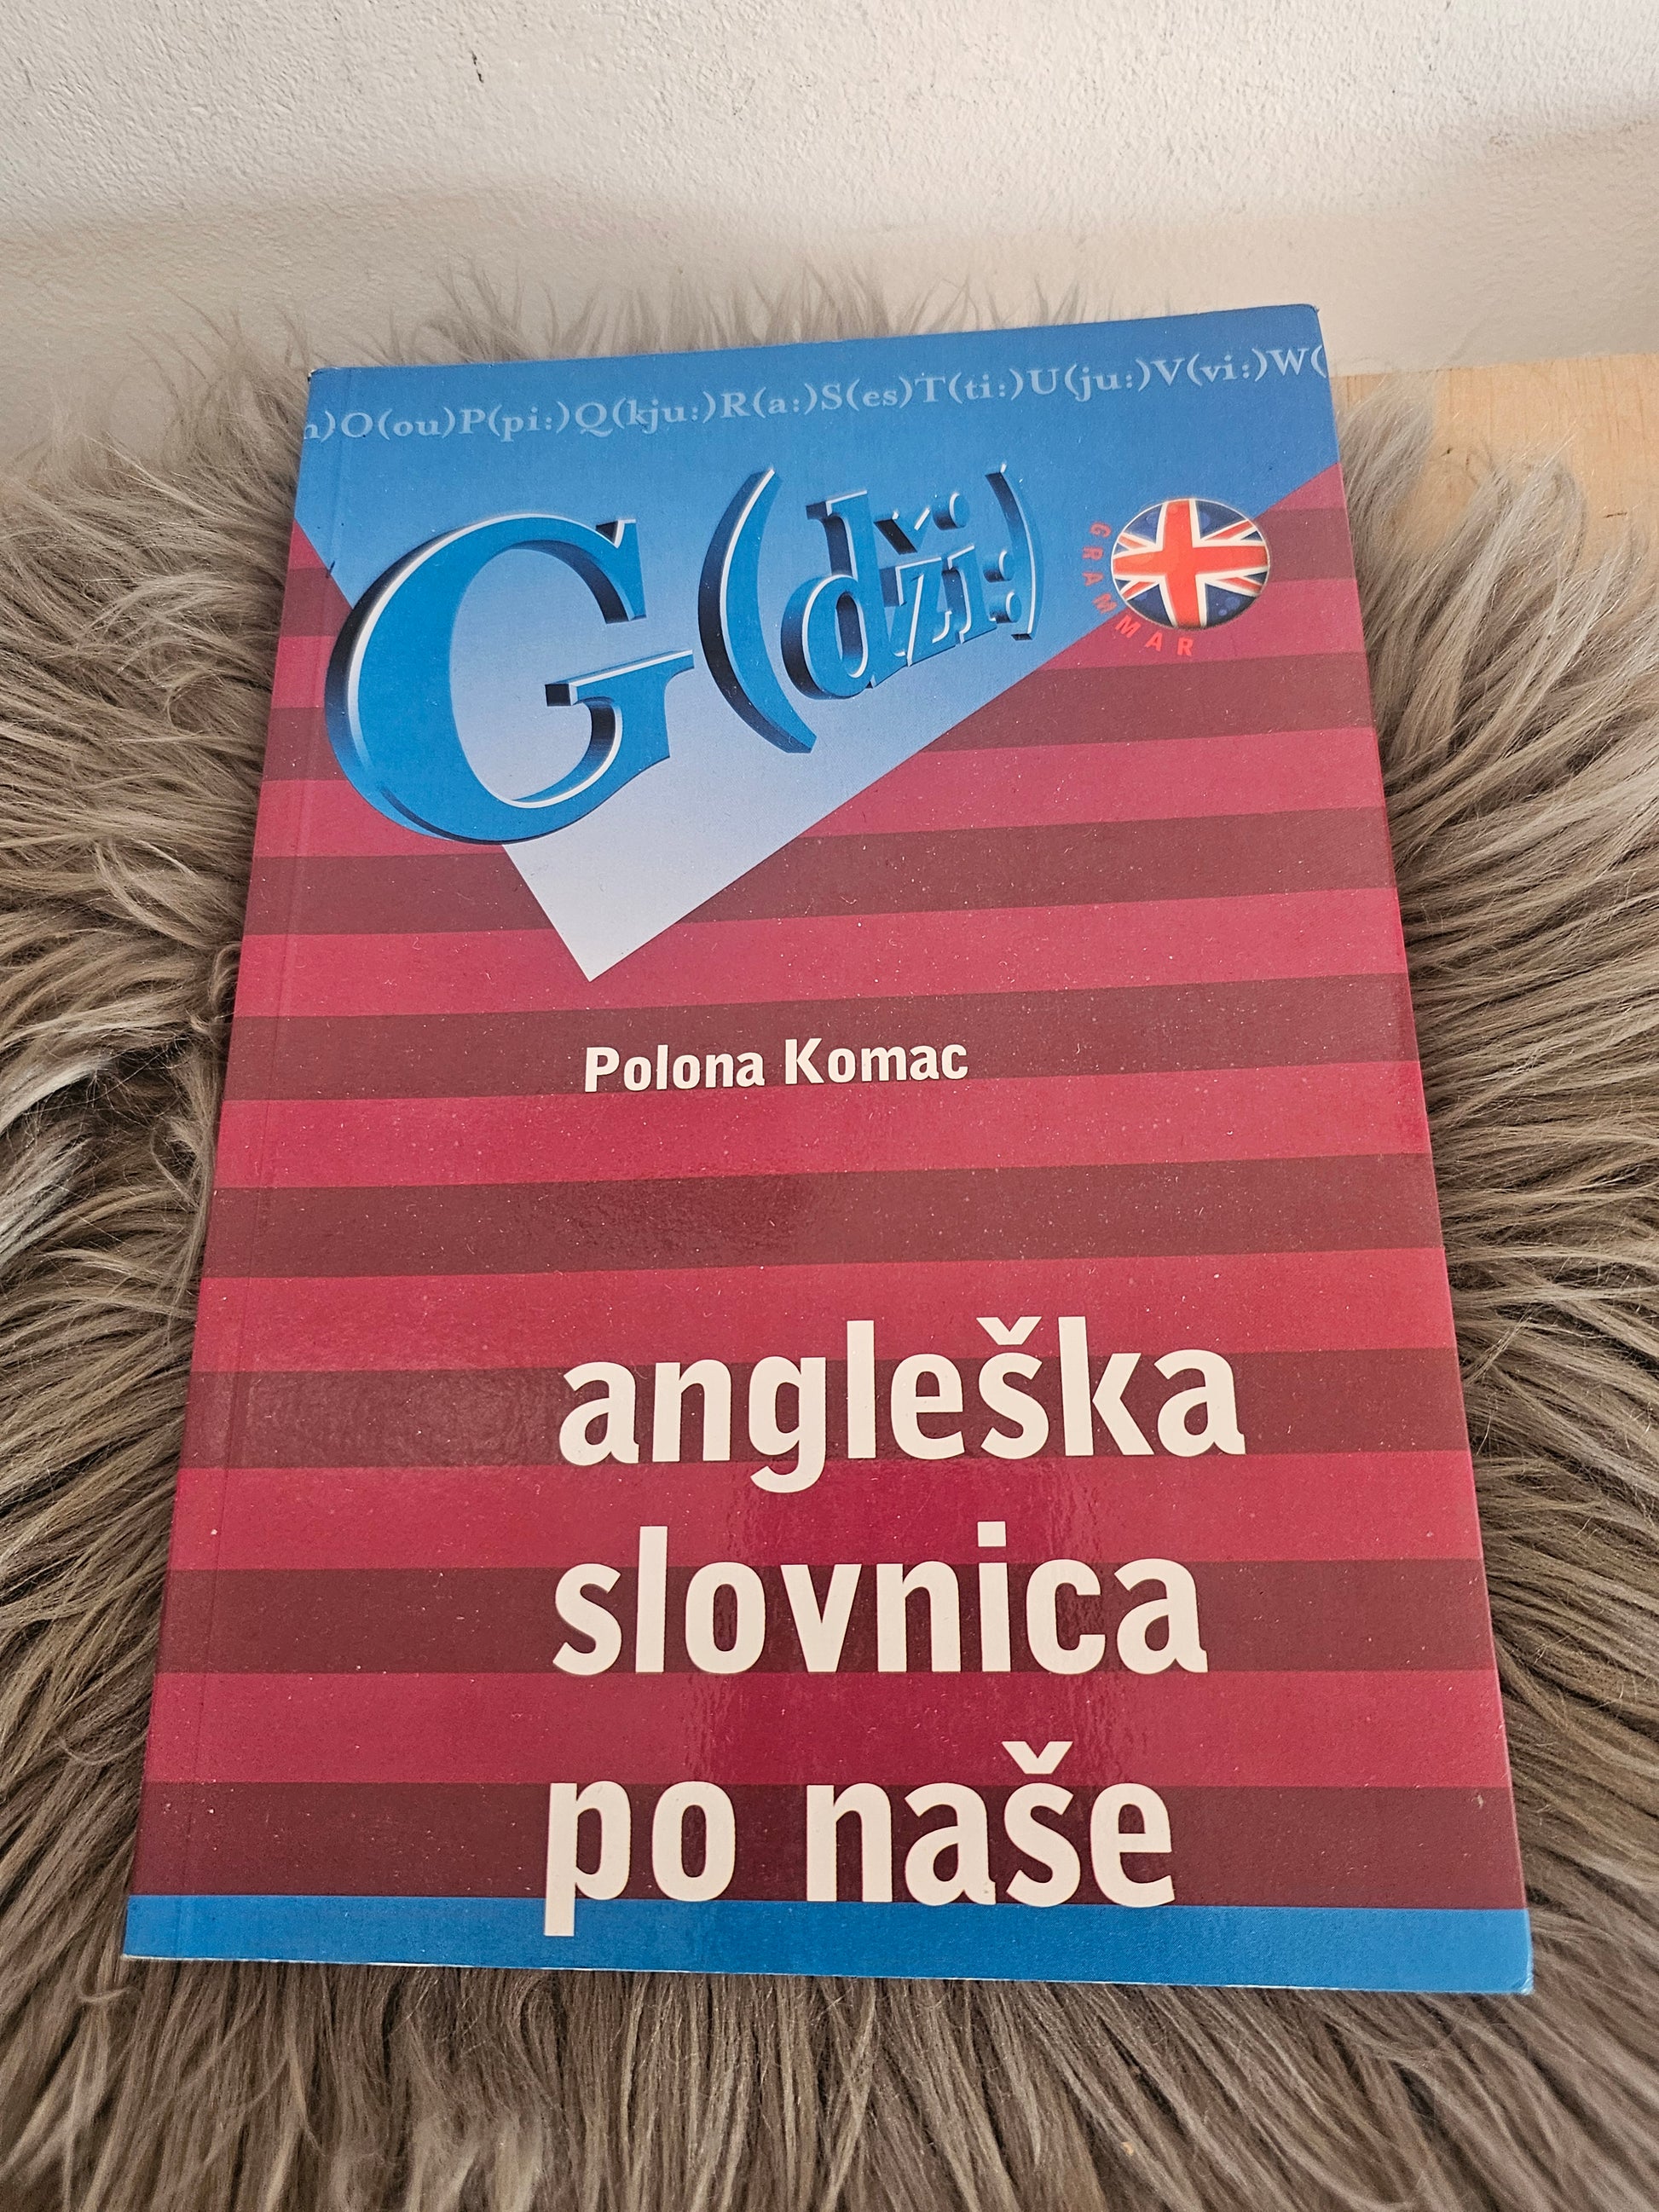 O(ou)P(pi:)Q(kju:)R(a:)S(es)T(ti:)U(ju:)V(vi:)W(
G(dži:)
GRAMMAR
Polona Komac
angleška
slovnica
po naše